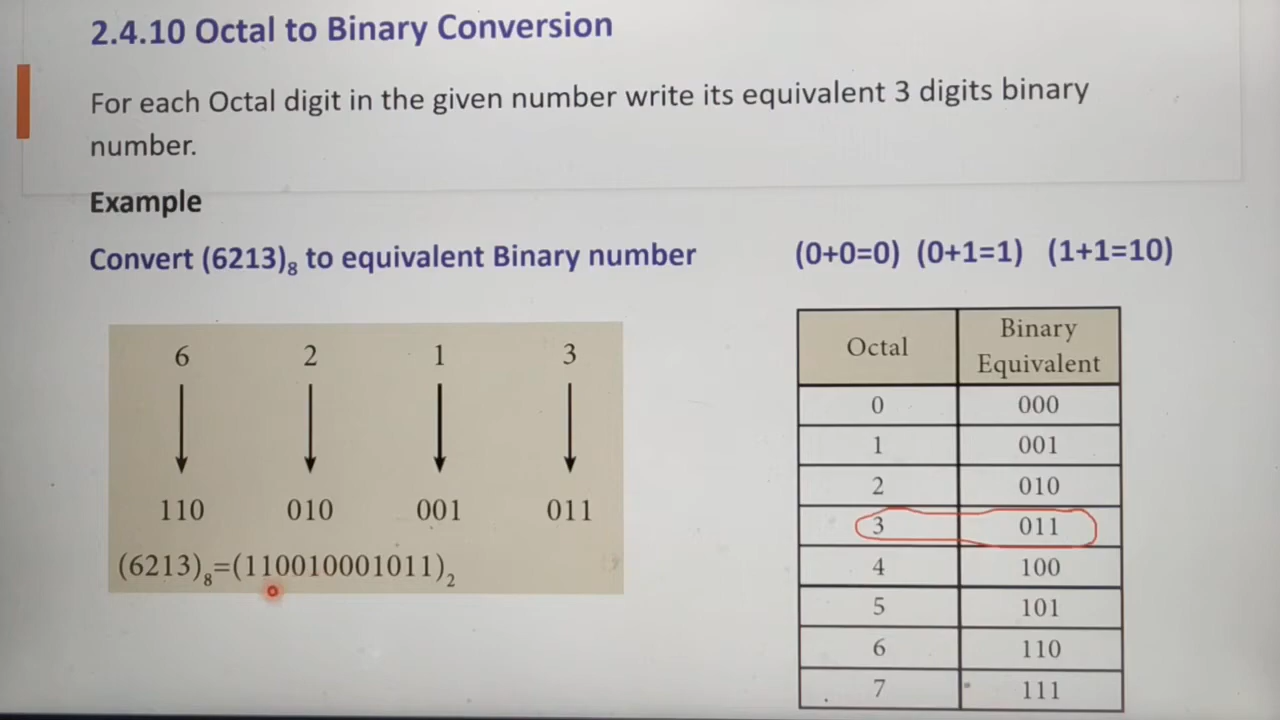 2.4.10 Octal to Binary Conversion
For each Octal digit in the given number write its equivalent 3 digits binary
number.
Example
Convert (6213)₈ to equivalent Binary number
(0+0=0) (0+1=1) (1+1=10)
6 2 1 3
110 010 001 011
(6213)₈=(110010001011)₂
Octal Binary Equivalent
0 000
1 001
2 010
3 011
4 100
5 101
6 110
7 111